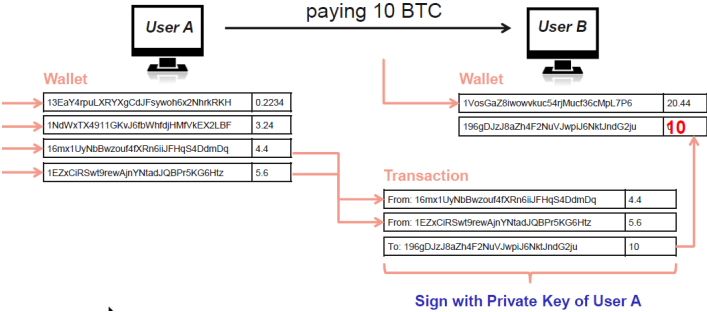 paying 10 BTC
User A
User B
Wallet
13EaY4rpuLXRYXgCdJFsywoh6x2NhrkRKH 0.2234
1NdWxTX4911GKvJ6fbWhfdjHMfVkEX2LBF 3.24
16mx1UyNbBwzouf4fXRn6iiJFHqS4DdmDq 4.4
1EZxCiRSwt9rewAjnYNtadJQBPr5KG6Htz 5.6
Wallet
1VosGaZ8iwowvkuc54rjMucf36cMpL7P6 20.44
196gDJzJ8aZh4F2NuVJwpiJ6NktJndG2ju 10
Transaction
From: 16mx1UyNbBwzouf4fXRn6iiJFHqS4DdmDq 4.4
From: 1EZxCiRSwt9rewAjnYNtadJQBPr5KG6Htz 5.6
To: 196gDJzJ8aZh4F2NuVJwpiJ6NktJndG2ju 10
Sign with Private Key of User A